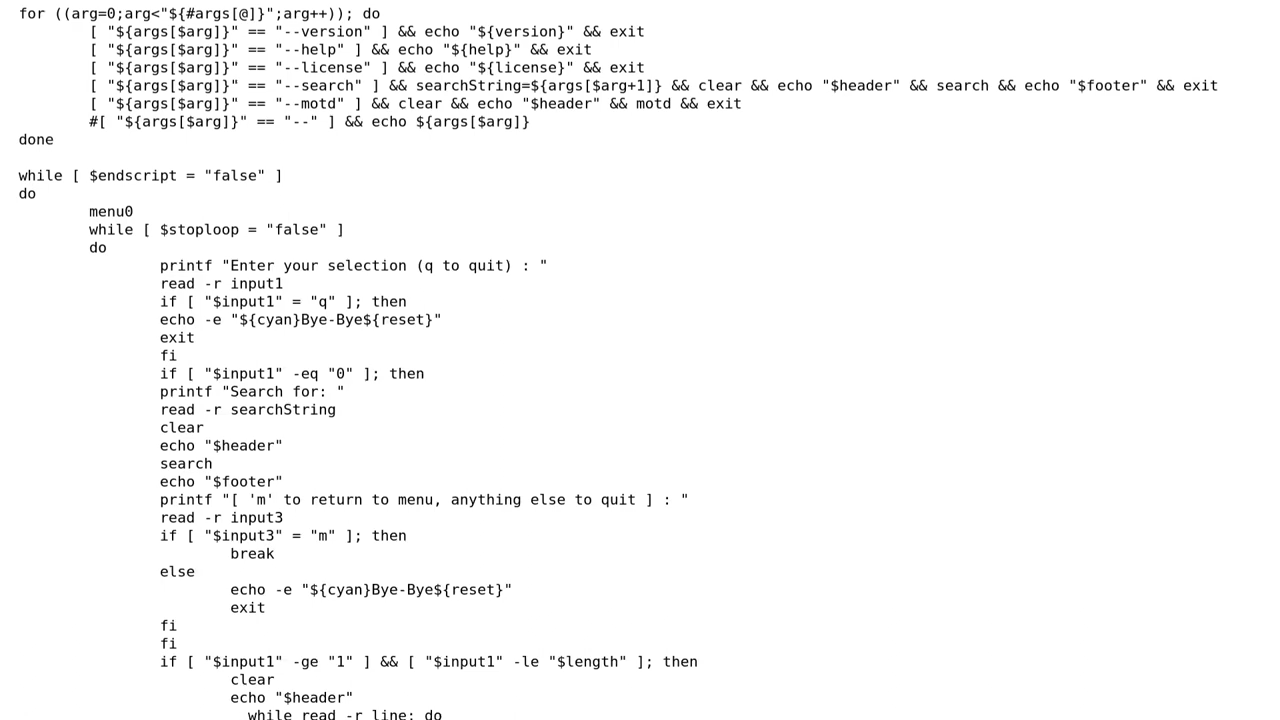 for ((arg=0;arg<"${#args[@]}";arg++)); do
[ "${args[$arg]}" == "--version" ] && echo "${version}" && exit
[ "${args[$arg]}" == "--help" ] && echo "${help}" && exit
[ "${args[$arg]}" == "--license" ] && echo "${license}" && exit
[ "${args[$arg]}" == "--search" ] && searchString=${args[$arg+1]} && clear && echo "$header" && search && echo "$footer" && exit
[ "${args[$arg]}" == "--motd" ] && clear && echo "$header" && motd && exit
#[ "${args[$arg]}" == "--" ] && echo ${args[$arg]}
done
while [ $endscript = "false" ]
do
menu0
while [ $stoploop = "false" ]
do
printf "Enter your selection (q to quit) : "
read -r input1
if [ "$input1" = "q" ]; then
echo -e "${cyan}Bye-Bye${reset}"
exit
fi
if [ "$input1" -eq "0" ]; then
printf "Search for: "
read -r searchString
clear
echo "$header"
search
echo "$footer"
printf "[ 'm' to return to menu, anything else to quit ] : "
read -r input3
if [ "$input3" = "m" ]; then
break
else
echo -e "${cyan}Bye-Bye${reset}"
exit
fi
fi
if [ "$input1" -ge "1" ] && [ "$input1" -le "$length" ]; then
clear
echo "$header"
while read -r line; do